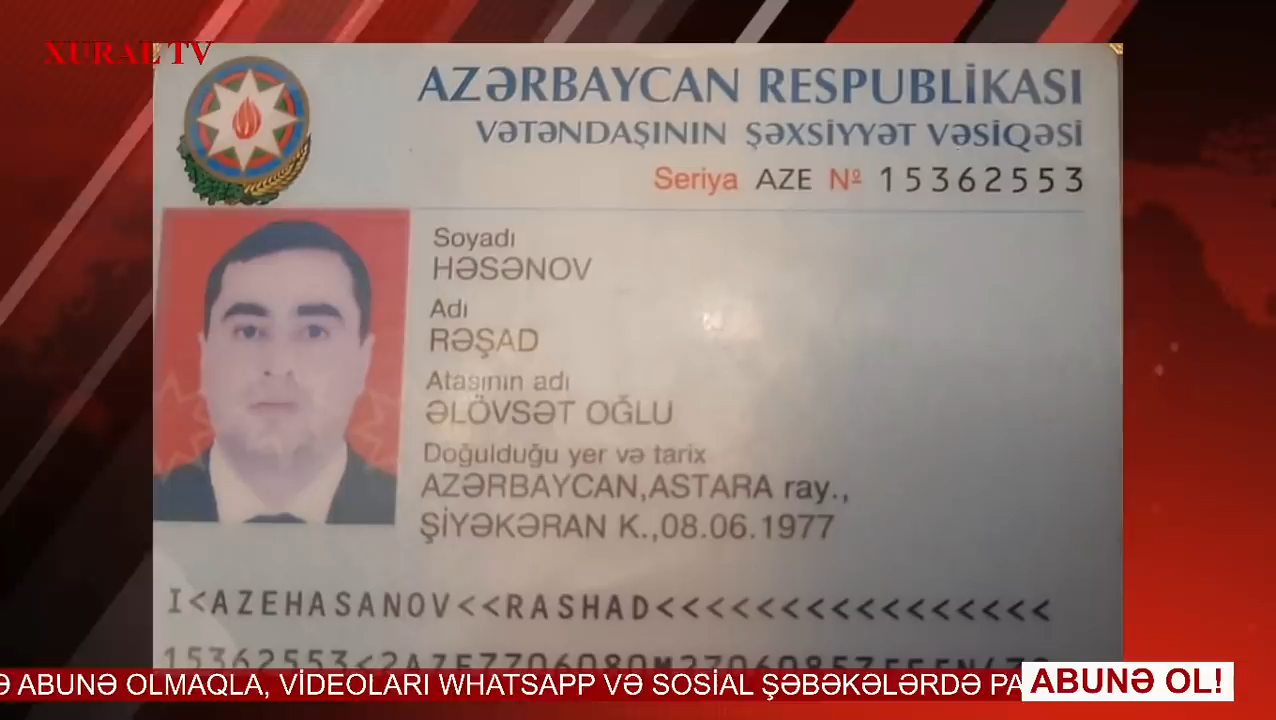 XURAL TV
AZƏRBAYCAN RESPUBLİKASI
VƏTƏNDAŞININ ŞƏXSİYYƏT VƏSİQƏSİ
Seriya AZE № 15362553
Soyadı
HƏSƏNOV
Adı
RƏŞAD
Atasının adı
ƏLÖVSƏT OĞLU
Doğulduğu yer və tarix
AZƏRBAYCAN,ASTARA ray.,
ŞİYƏKƏRAN K.,08.06.1977
I<AZEHASANOV<<RASHAD<<<<<<<<<<<<<<<<<
Ə ABUNƏ OLMAQLA, VİDEOLARI WHATSAPP VƏ SOSİAL ŞƏBƏKƏLƏRDƏ PA
ABUNƏ OL!